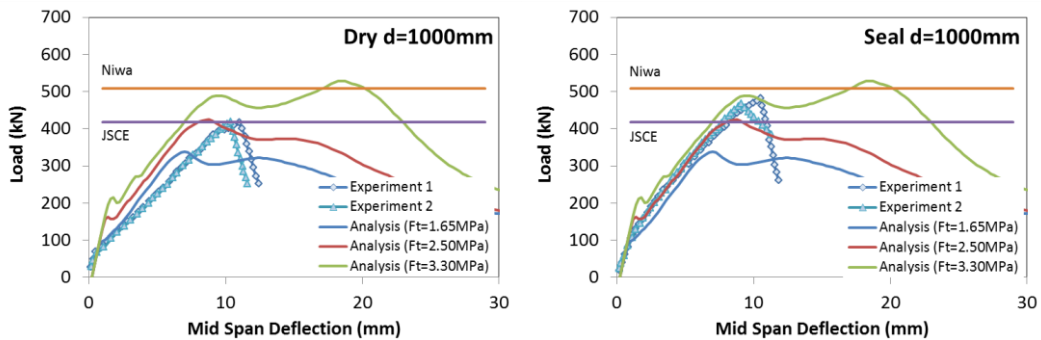 Dry d=1000mm
Load (kN)
700
600
500
400
300
200
100
0
Niwa
JSCE
Experiment 1
Experiment 2
Analysis (Ft=1.65MPa)
Analysis (Ft=2.50MPa)
Analysis (Ft=3.30MPa)
0 10 20 30
Mid Span Deflection (mm)
Seal d=1000mm
Load (kN)
700
600
500
400
300
200
100
0
Niwa
JSCE
Experiment 1
Experiment 2
Analysis (Ft=1.65MPa)
Analysis (Ft=2.50MPa)
Analysis (Ft=3.30MPa)
0 10 20 30
Mid Span Deflection (mm)